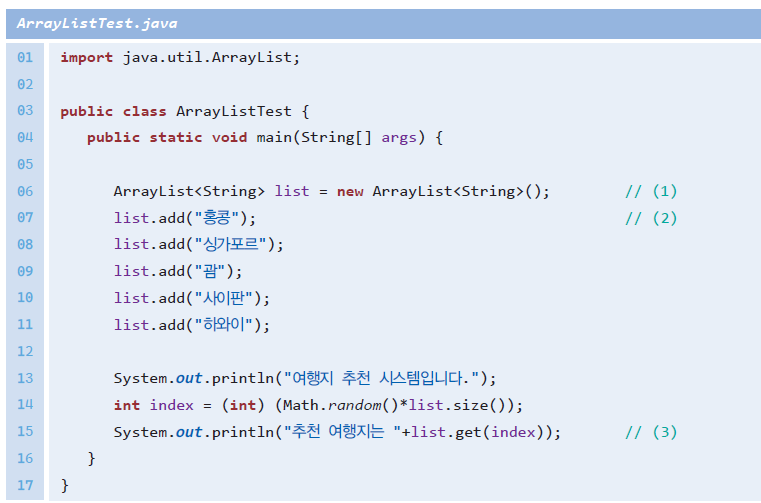 ArrayListTest.java
01 import java.util.ArrayList;
02
03 public class ArrayListTest {
04 public static void main(String[] args) {
05
06 ArrayList<String> list = new ArrayList<String>(); // (1)
07 list.add("홍콩"); // (2)
08 list.add("싱가포르");
09 list.add("괌");
10 list.add("사이판");
11 list.add("하와이");
12
13 System.out.println("여행지 추천 시스템입니다.");
14 int index = (int) (Math.random()*list.size());
15 System.out.println("추천 여행지는 "+list.get(index)); // (3)
16 }
17 }